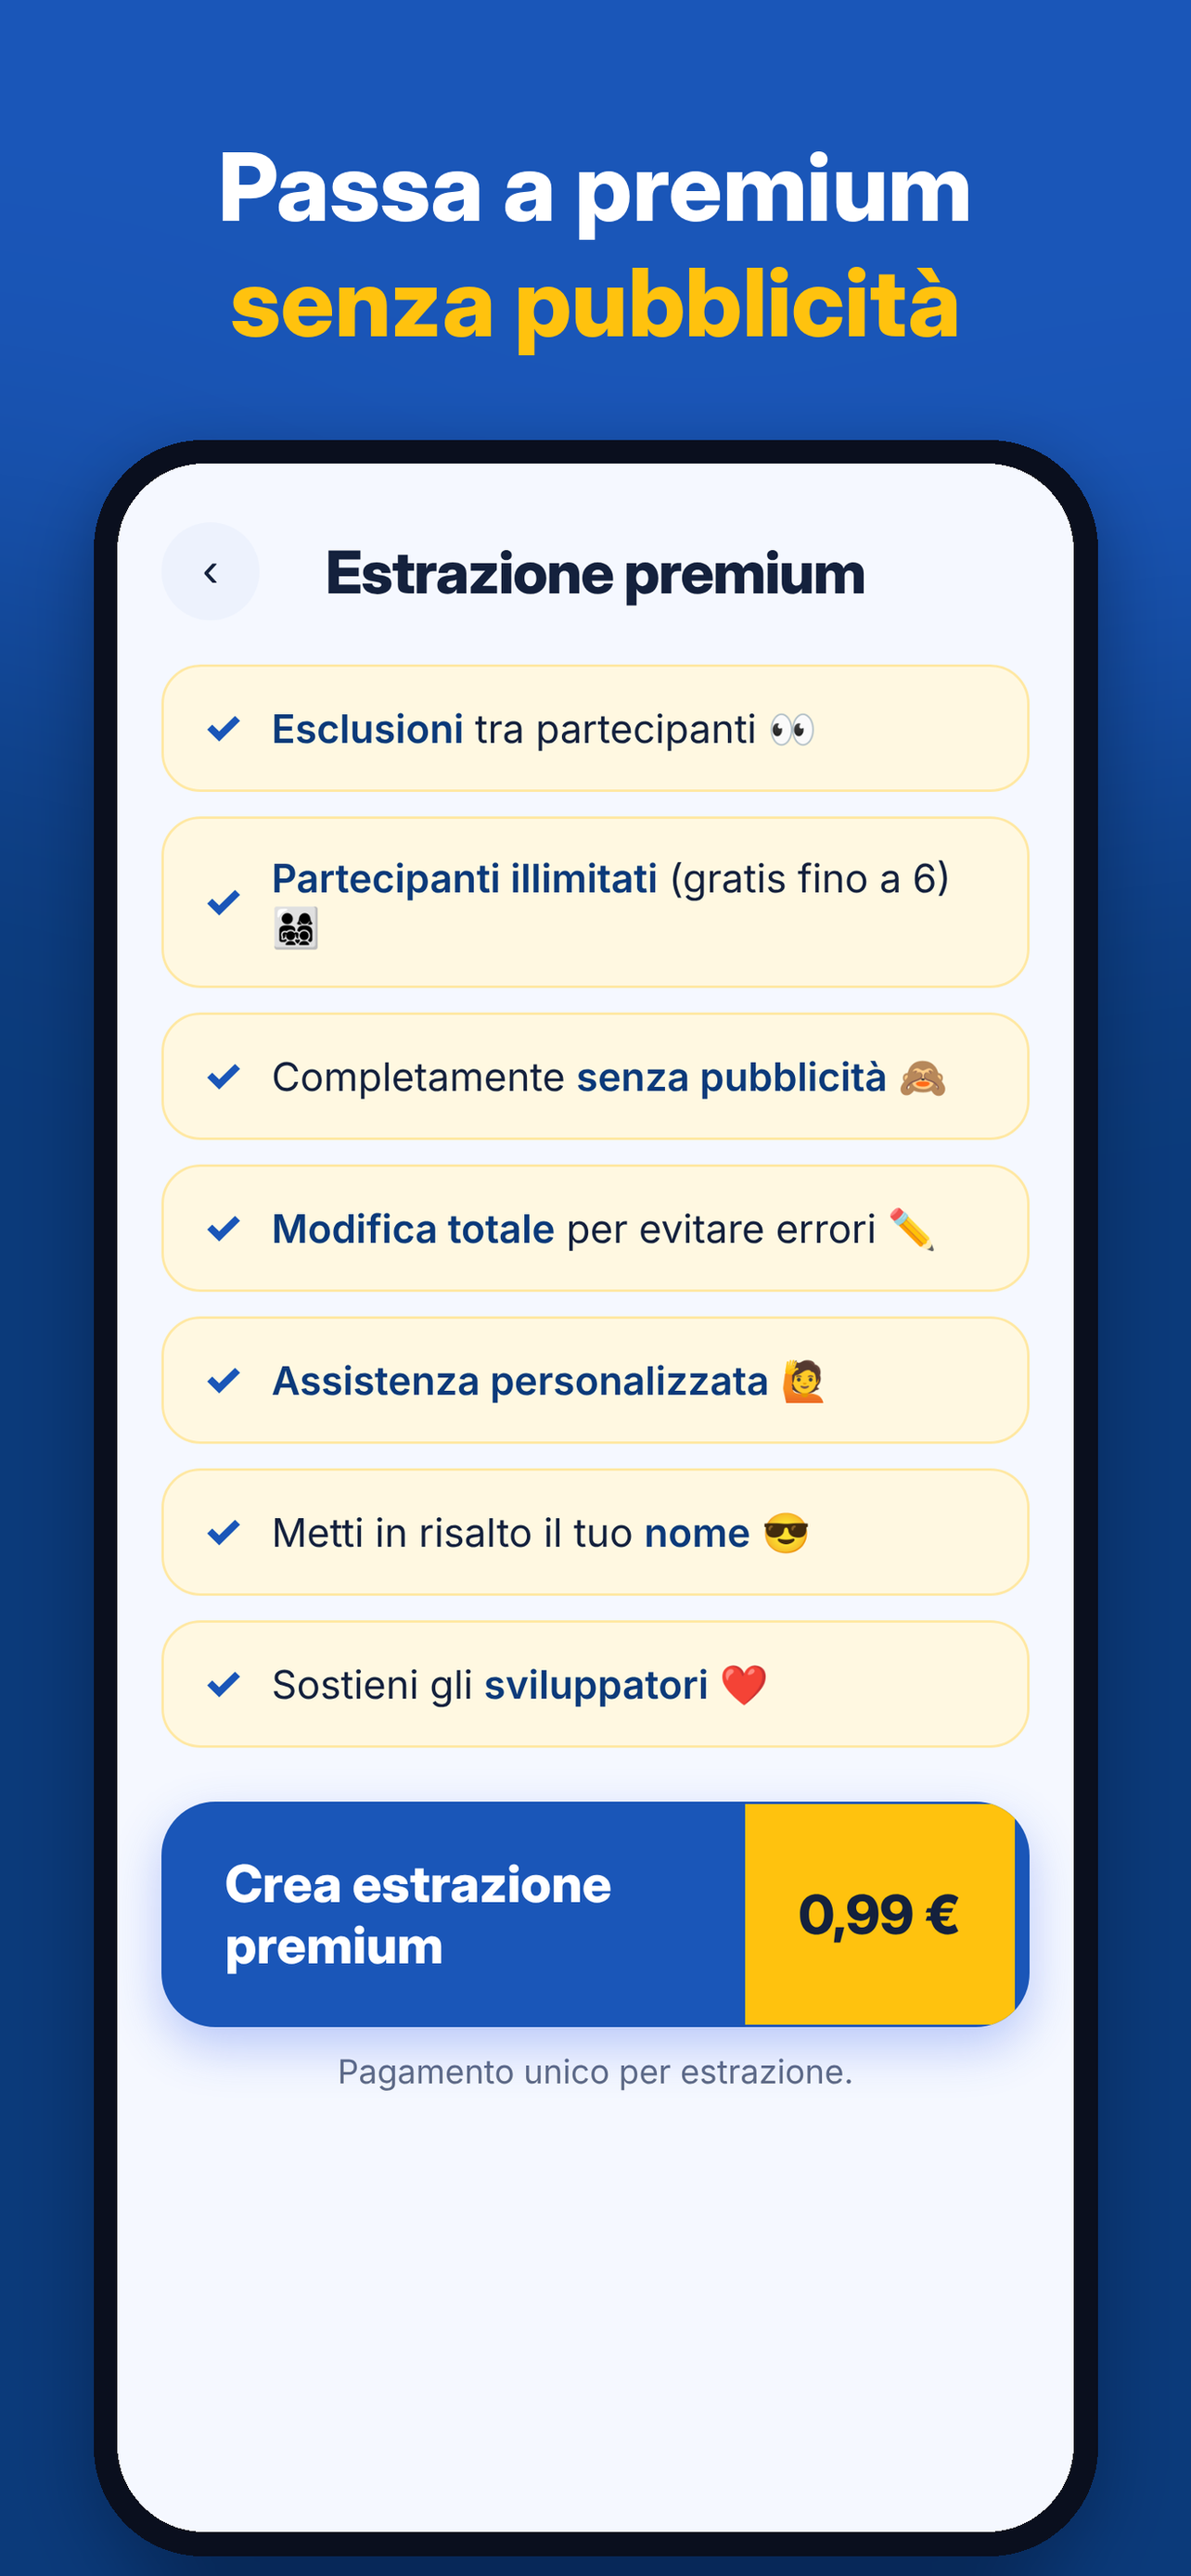 Passa a premium
senza pubblicità
Estrazione premium
Esclusioni tra partecipanti 👀
Partecipanti illimitati (gratis fino a 6)
👨‍👩‍👧‍👦
Completamente senza pubblicità 🙈
Modifica totale per evitare errori ✏️
Assistenza personalizzata 🙋
Metti in risalto il tuo nome 😎
Sostieni gli sviluppatori ❤️
Crea estrazione
premium
0,99 €
Pagamento unico per estrazione.